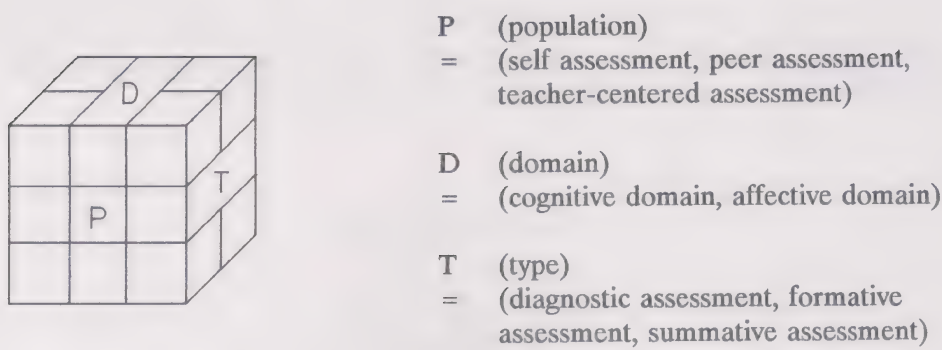 D
T
P
P (population)
= (self assessment, peer assessment,
teacher-centered assessment)
D (domain)
= (cognitive domain, affective domain)
T (type)
= (diagnostic assessment, formative
assessment, summative assessment)